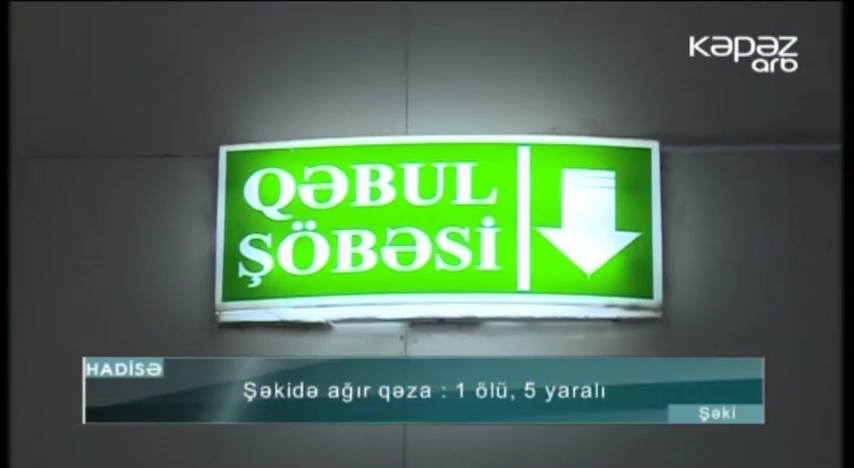 Kəpəz
arb
QƏBUL
ŞÖBƏSİ
HADİSƏ
Şəkidə ağır qəza : 1 ölü, 5 yaralı
Şəki